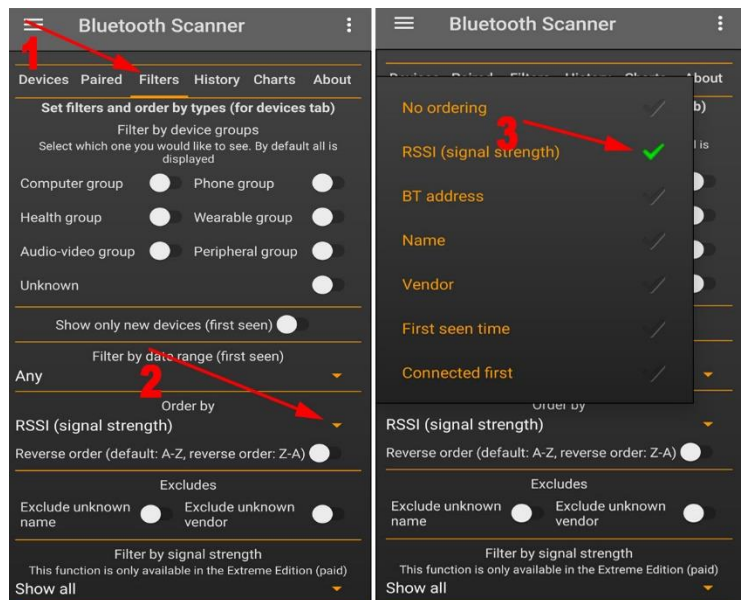 Bluetooth Scanner
1
Devices Paired Filters History Charts About
Set filters and order by types (for devices tab)
Filter by device groups
Select which one you would like to see. By default all is
displayed
Computer group Phone group
Health group Wearable group
Audio-video group Peripheral group
Unknown
Show only new devices (first seen)
Filter by date range (first seen)
Any
2
Order by
RSSI (signal strength)
Reverse order (default: A-Z, reverse order: Z-A)
Excludes
Exclude unknown name Exclude unknown vendor
Filter by signal strength
This function is only available in the Extreme Edition (paid)
Show all
Bluetooth Scanner
About
b)
No ordering
3
l is
RSSI (signal strength)
BT address
Name
Vendor
First seen time
Connected first
Order by
RSSI (signal strength)
Reverse order (default: A-Z, reverse order: Z-A)
Excludes
Exclude unknown name Exclude unknown vendor
Filter by signal strength
This function is only available in the Extreme Edition (paid)
Show all